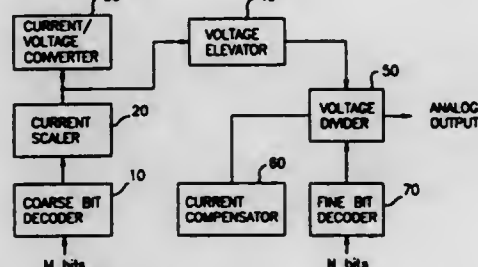 CURRENT/
VOLTAGE
CONVERTER
VOLTAGE
ELEVATOR
50
VOLTAGE
DIVIDER
ANALOG
OUTPUT
CURRENT
SCALER
20
10
COARSE BIT
DECODER
60
CURRENT
COMPENSATOR
70
FINE BIT
DECODER
M bits
N bits